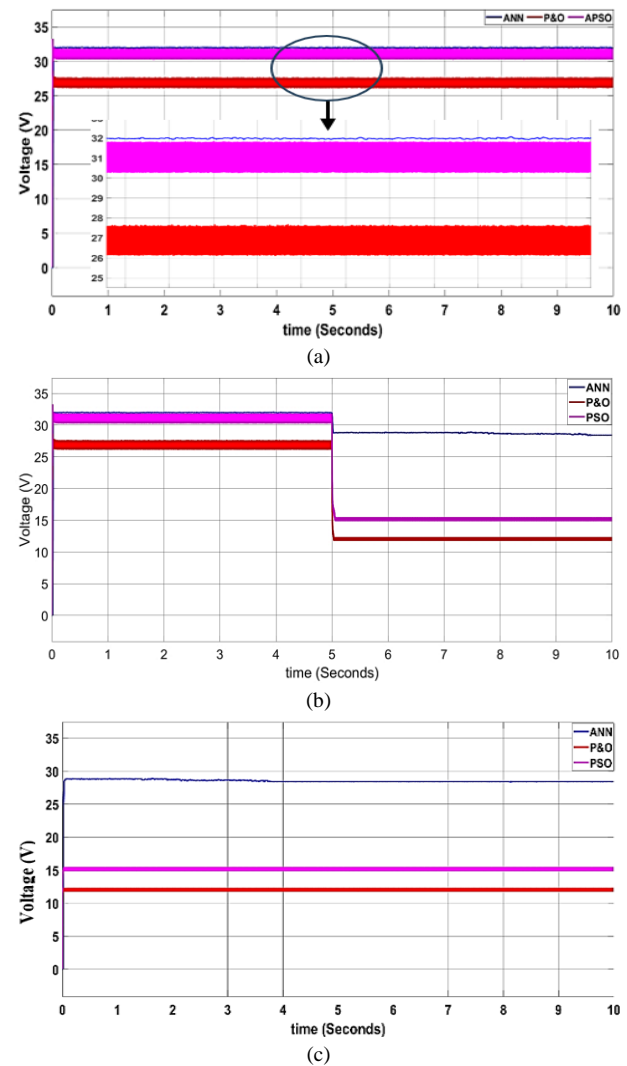 ANN P&O APSO
35
30
25
20
15
10
5
0
Voltage (V)
33
32
31
30
29
28
27
26
25
0 1 2 3 4 5 6 7 8 9 10
time (Seconds)
(a)
ANN
P&O
PSO
35
30
25
20
15
10
5
0
Voltage (V)
0 1 2 3 4 5 6 7 8 9 10
time (Seconds)
(b)
ANN
P&O
PSO
35
30
25
20
15
10
5
0
Voltage (V)
0 1 2 3 4 5 6 7 8 9 10
time (Seconds)
(c)